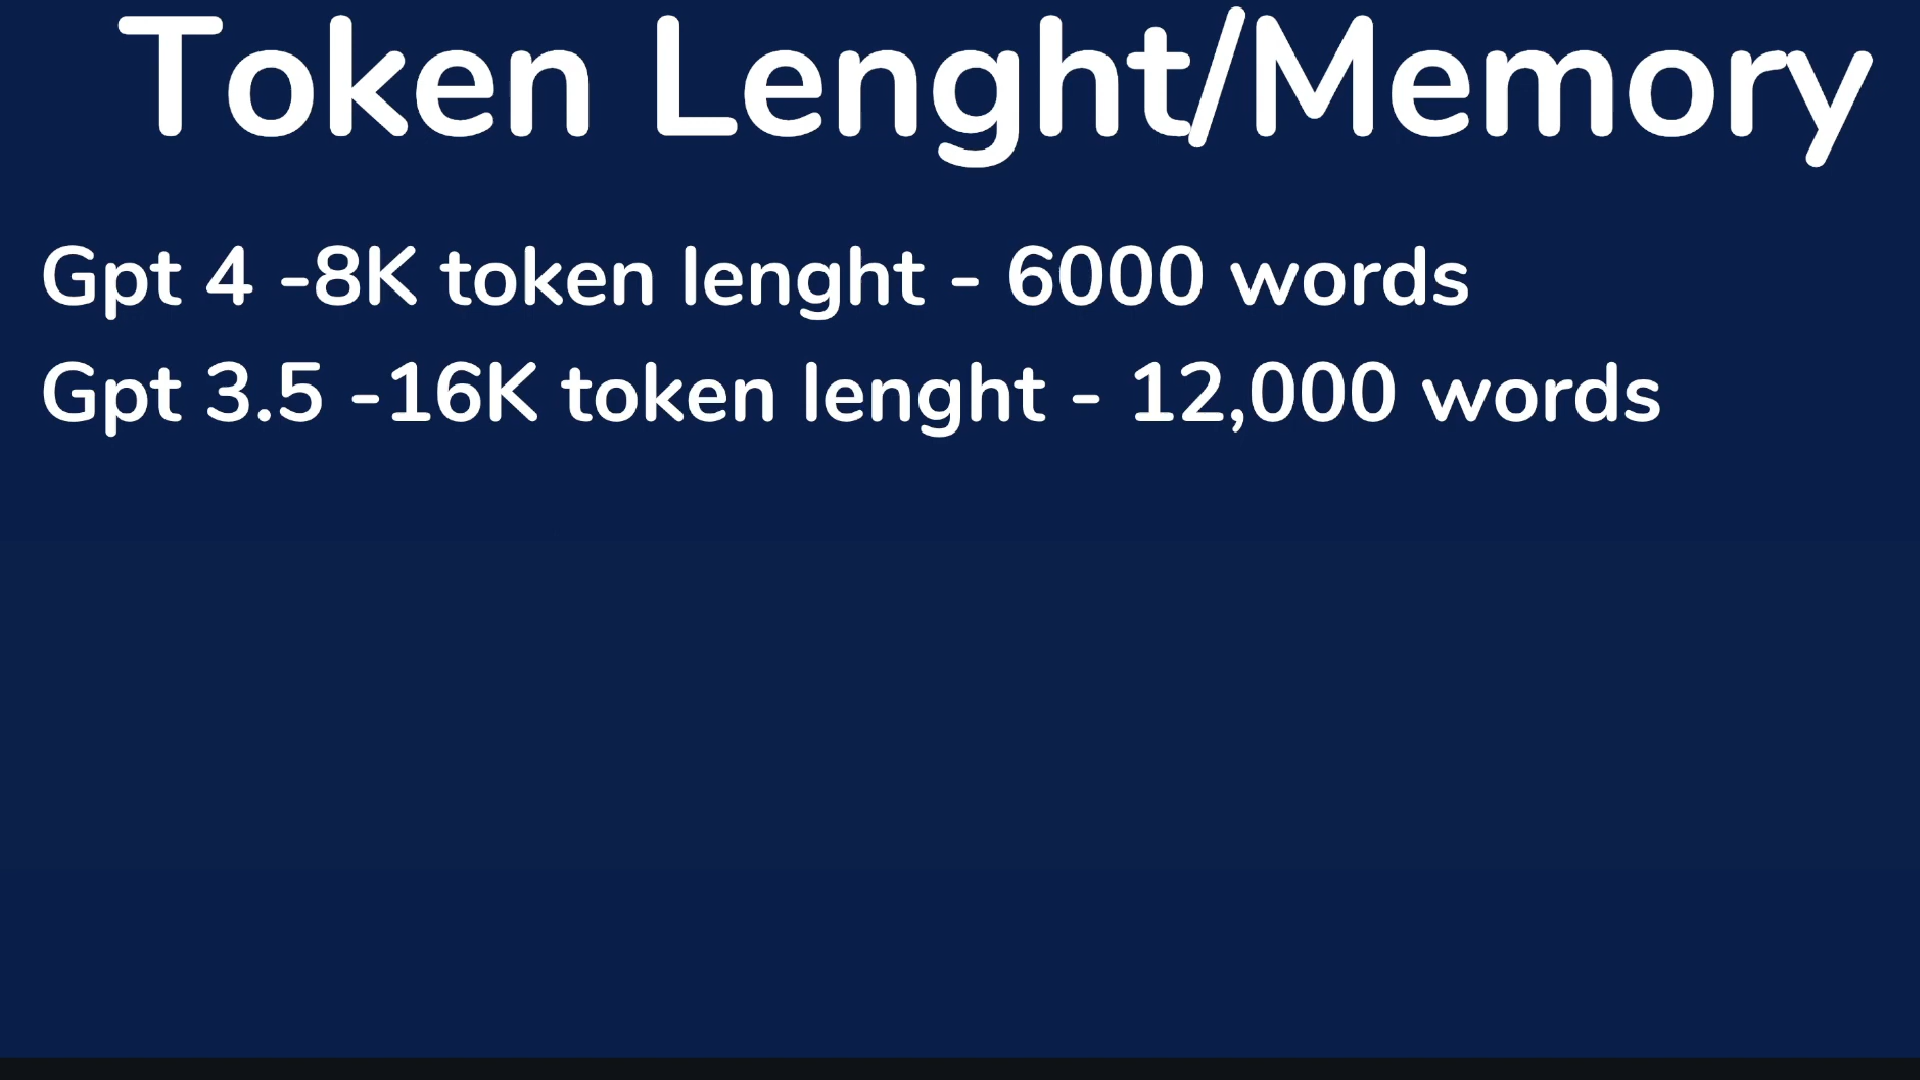 Token Lenght/Memory
Gpt 4 -8K token lenght - 6000 words
Gpt 3.5 -16K token lenght - 12,000 words